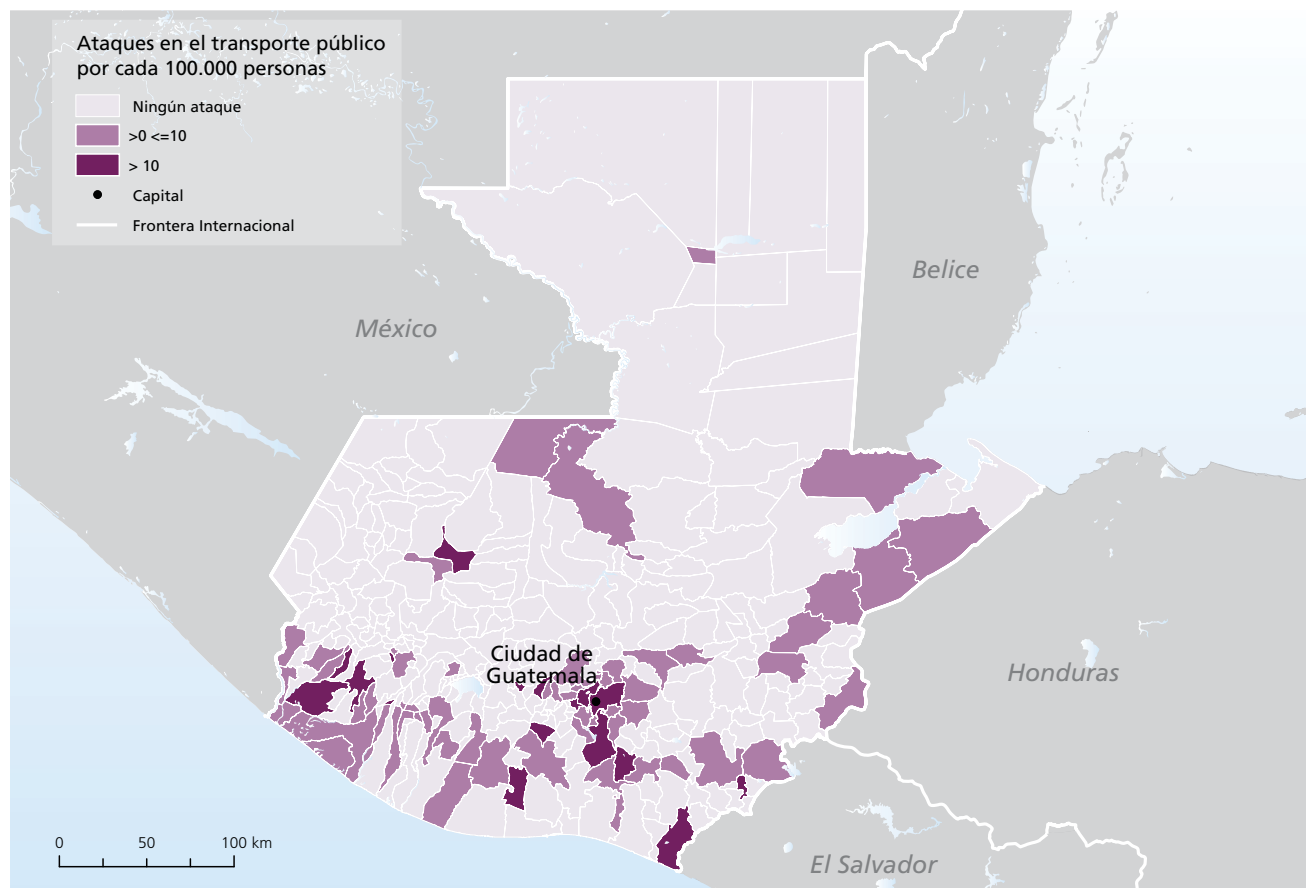 Ataques en el transporte público
por cada 100.000 personas
Ningún ataque
>0 <=10
> 10
Capital
Frontera Internacional
Belice
México
Ciudad de
Guatemala
Honduras
El Salvador
0 50 100 km